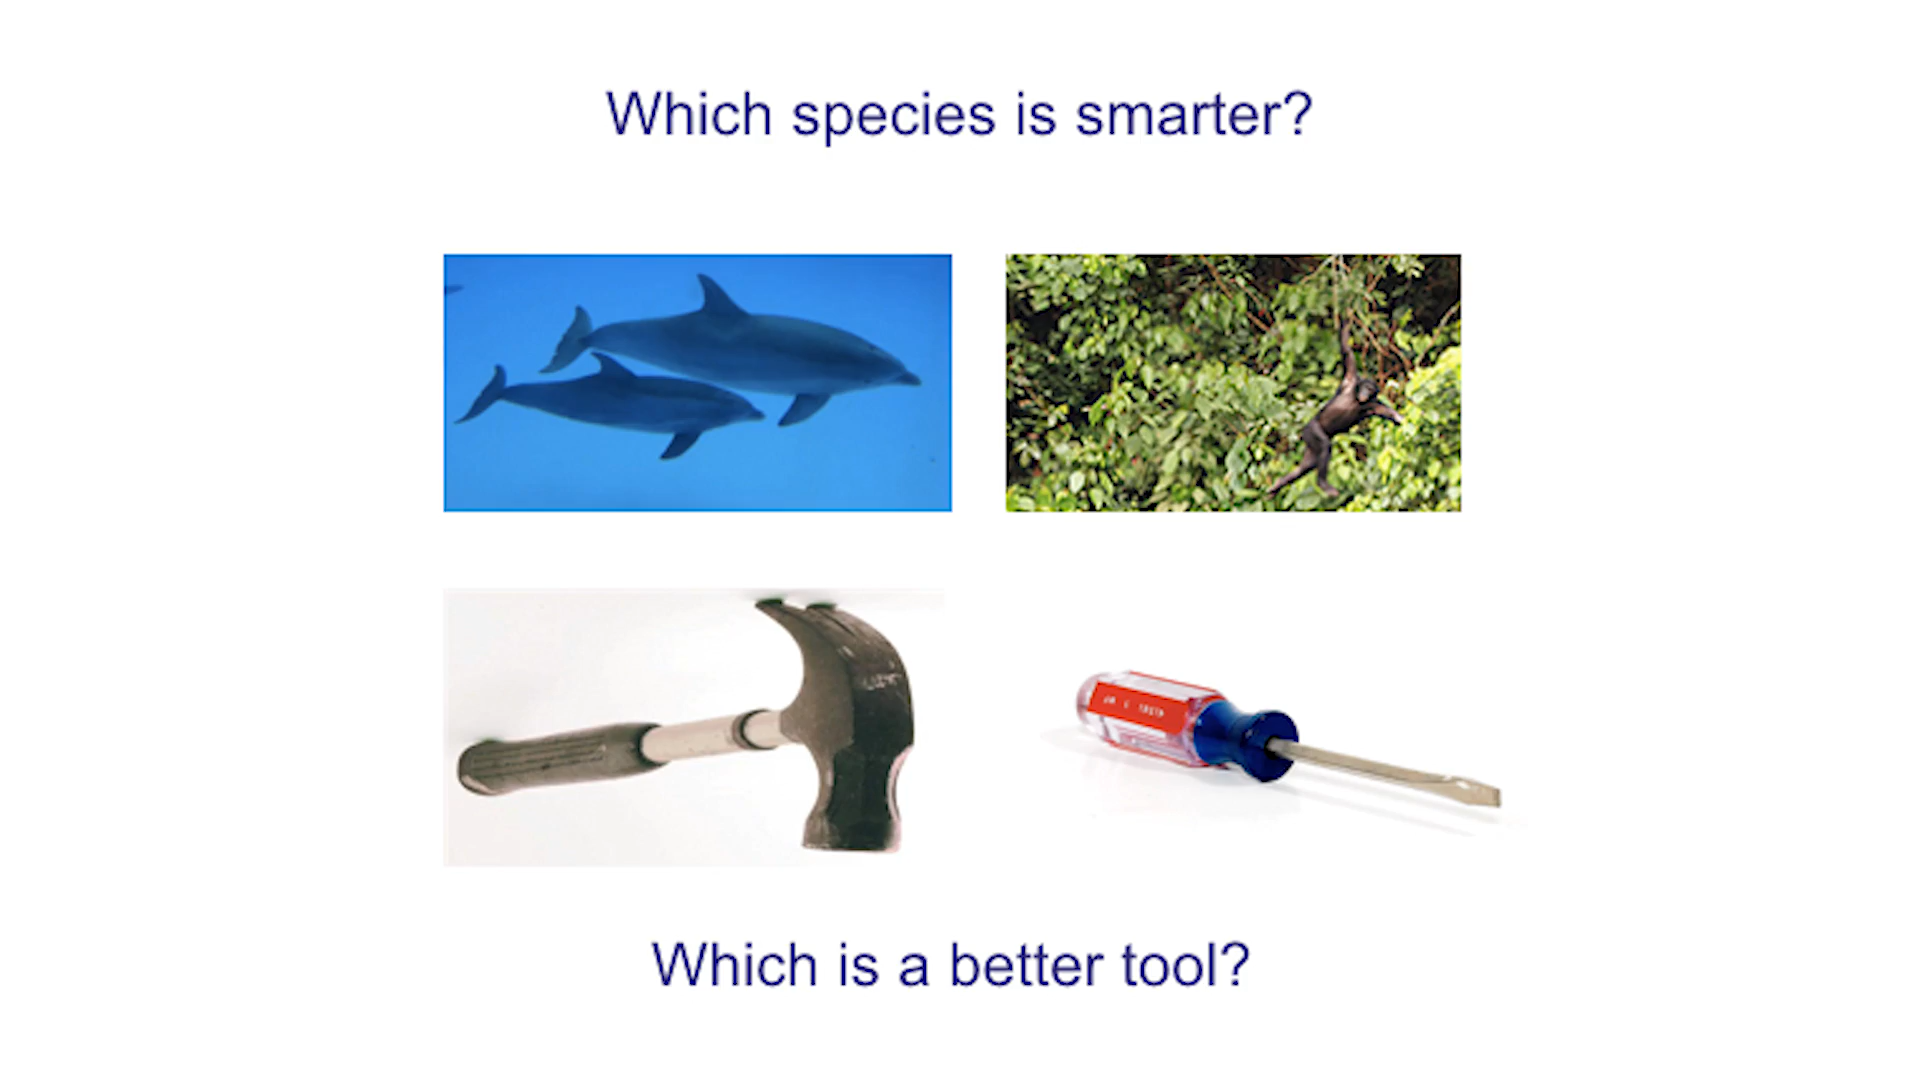 Which species is smarter?
Which is a better tool?